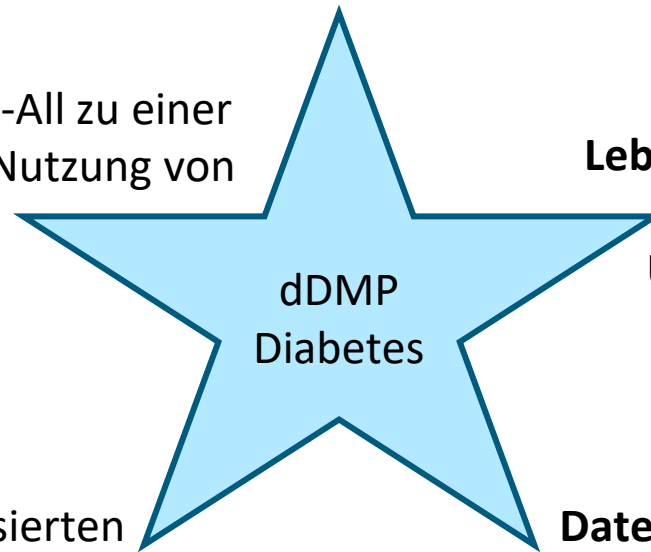 -All zu einer
Nutzung von
Leb
dDMP
Diabetes
sierten
Date